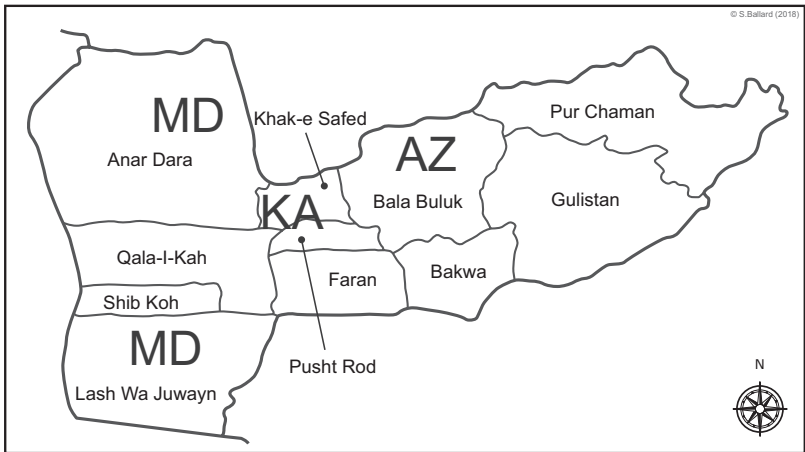 © S.Ballard (2018)
Pur Chaman
MD
Khak-e Safed
AZ
Anar Dara
Bala Buluk
Gulistan
KA
Qala-I-Kah
Faran
Bakwa
Shib Koh
MD
Pusht Rod
Lash Wa Juwayn
N